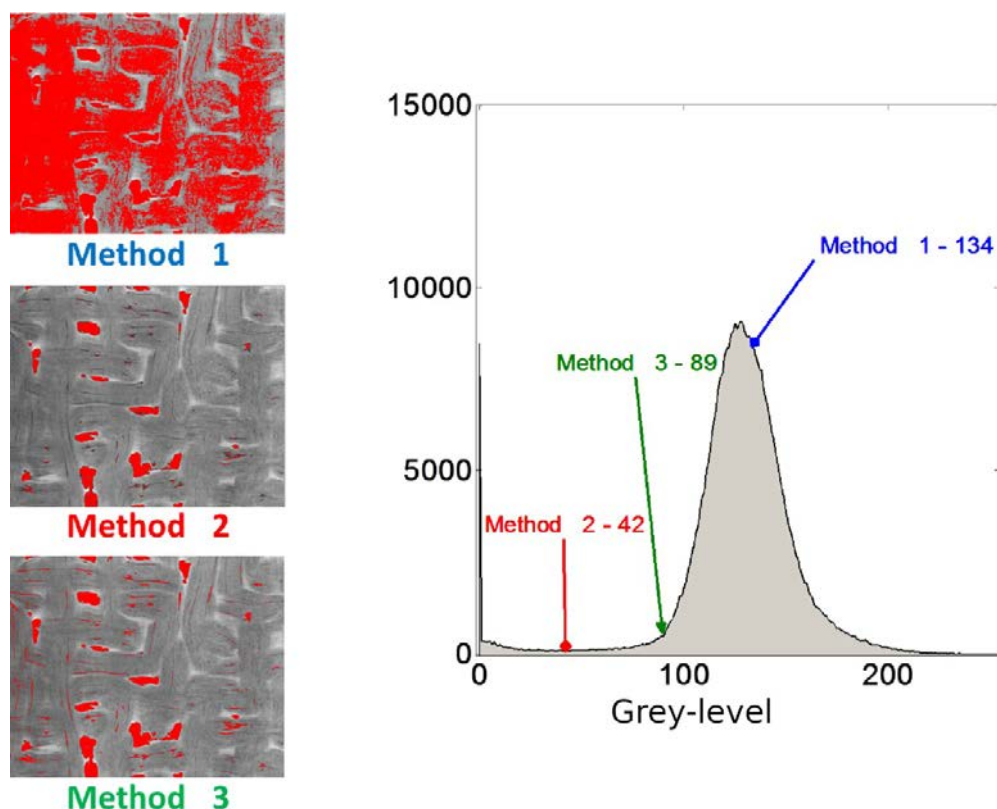 Method 1
Method 2
Method 3
15000
10000
5000
0
Method 1 - 134
Method 3 - 89
Method 2 - 42
0 100 200
Grey-level